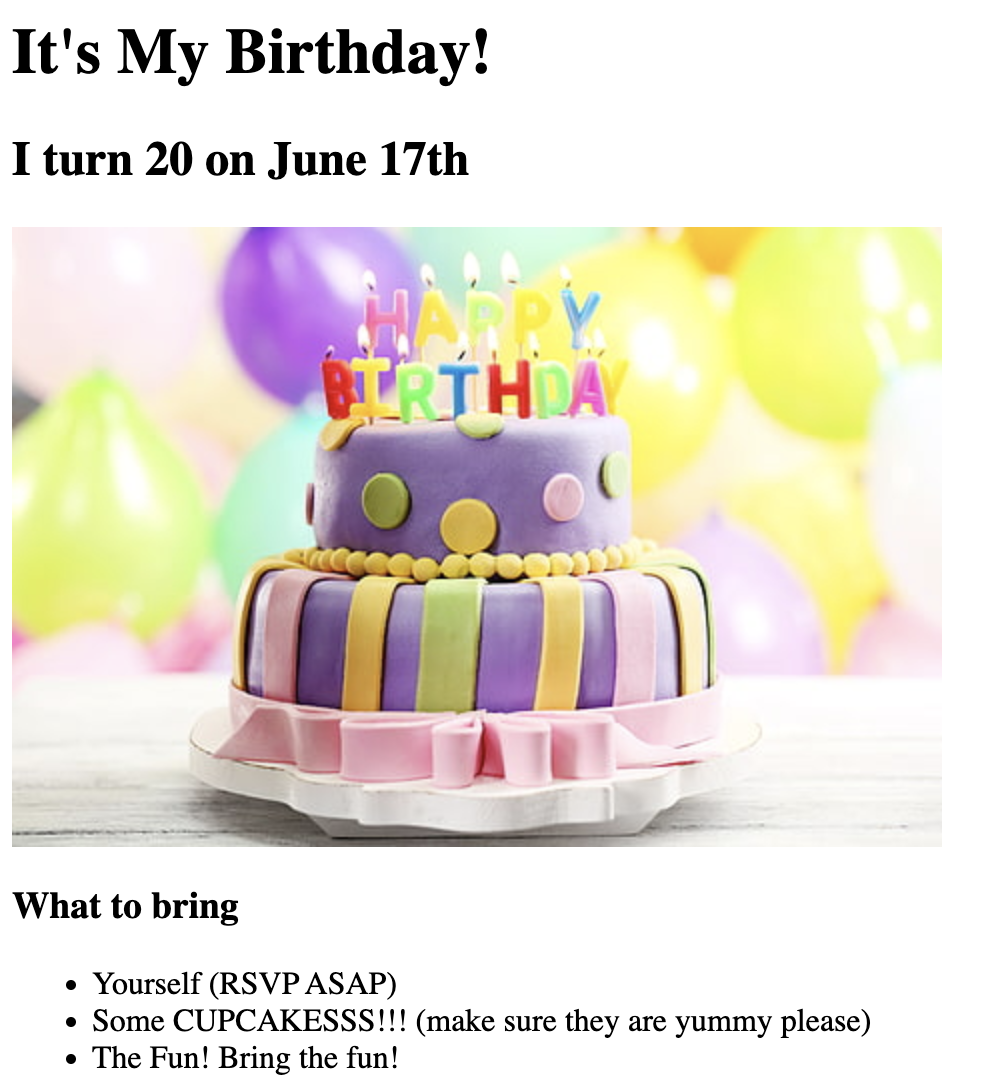 It's My Birthday!
I turn 20 on June 17th
HAPPY
BIRTHDAY
What to bring
Yourself (RSVP ASAP)
Some CUPCAKESSS!!! (make sure they are yummy please)
The Fun! Bring the fun!